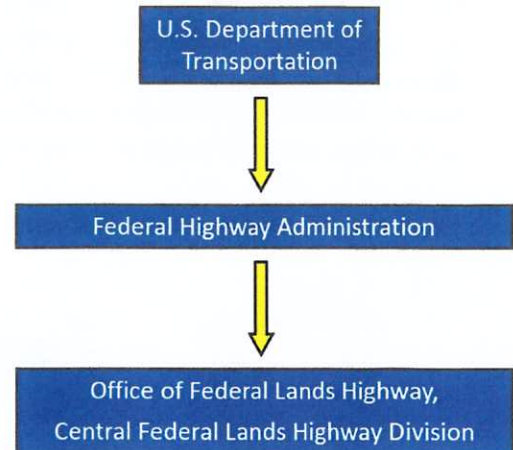 U.S. Department of
Transportation
Federal Highway Administration
Office of Federal Lands Highway,
Central Federal Lands Highway Division